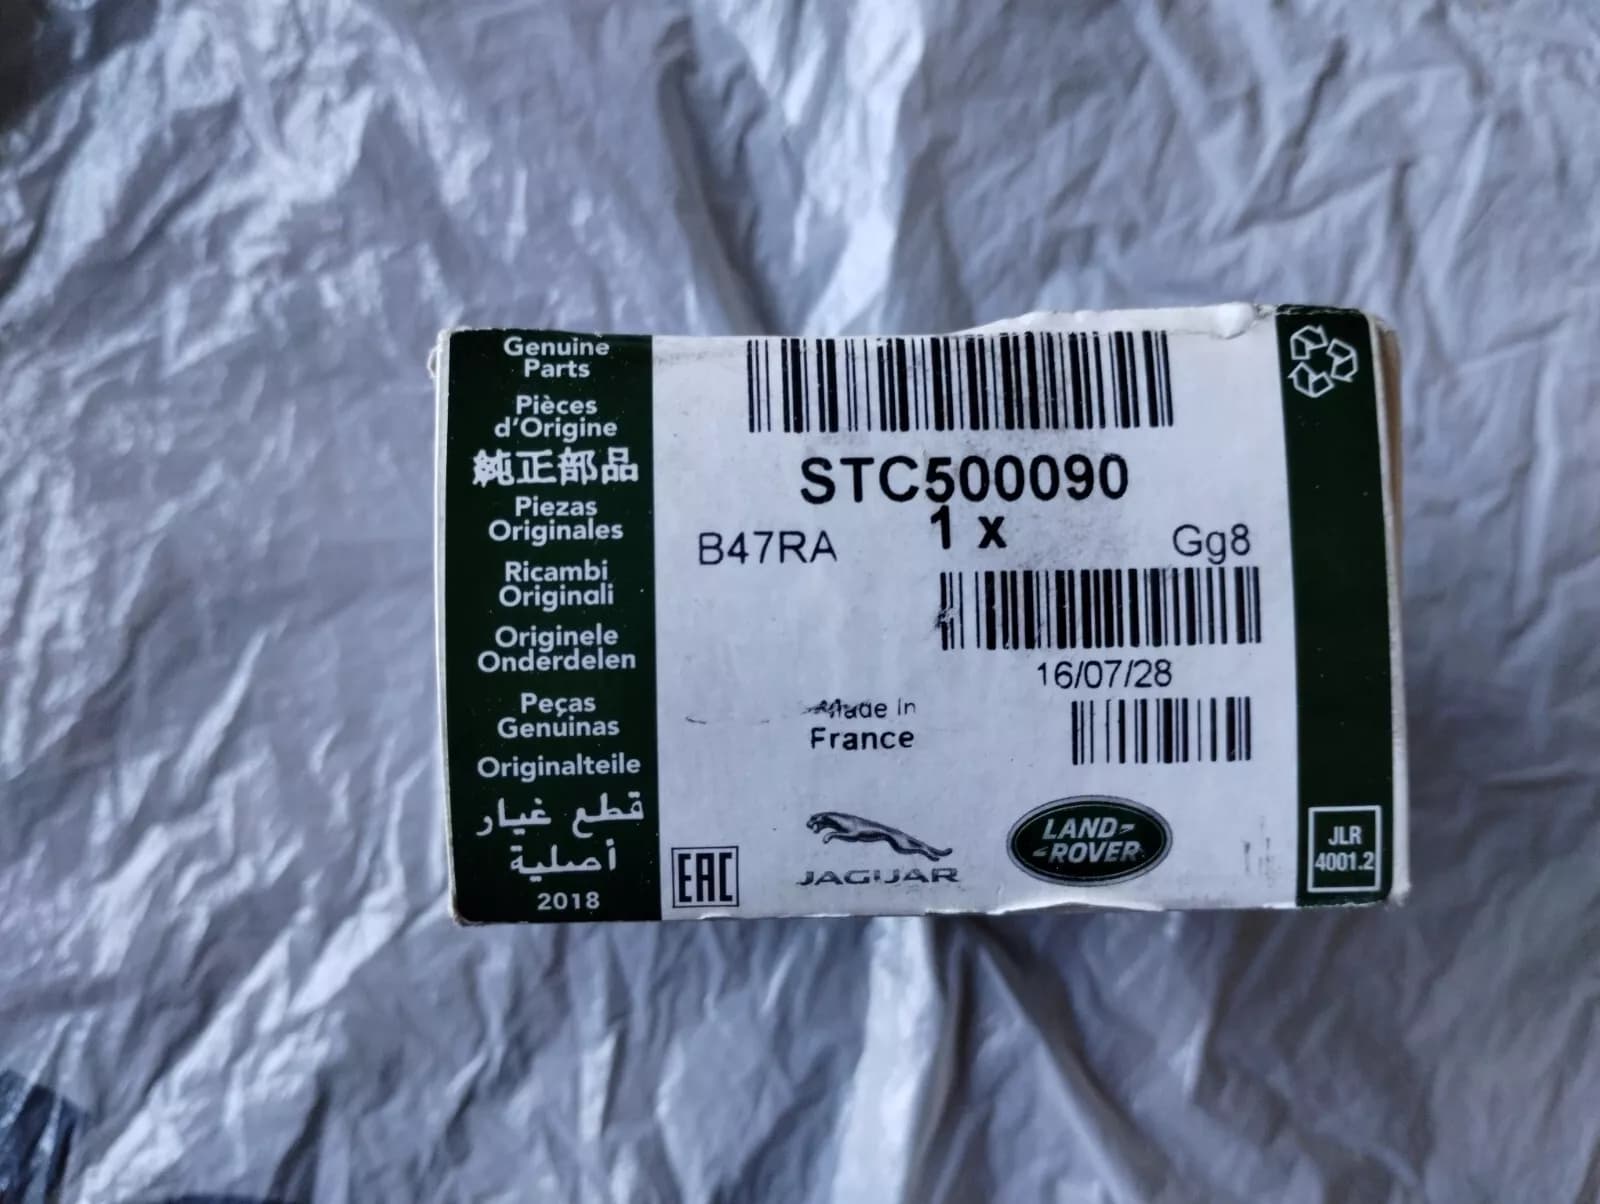 Genuine
Parts
Pièces
d'Origine
純正部品
Piezas
Originales
Ricambi
Originali
Originele
Onderdelen
Peças
Genuinas
Originalteile
قطع غيار
أصلية
2018
STC500090
1 x
B47RA
Gg8
16/07/28
Made In
France
EAC
JAGUAR
LAND-
-ROVER
JLR
4001.2